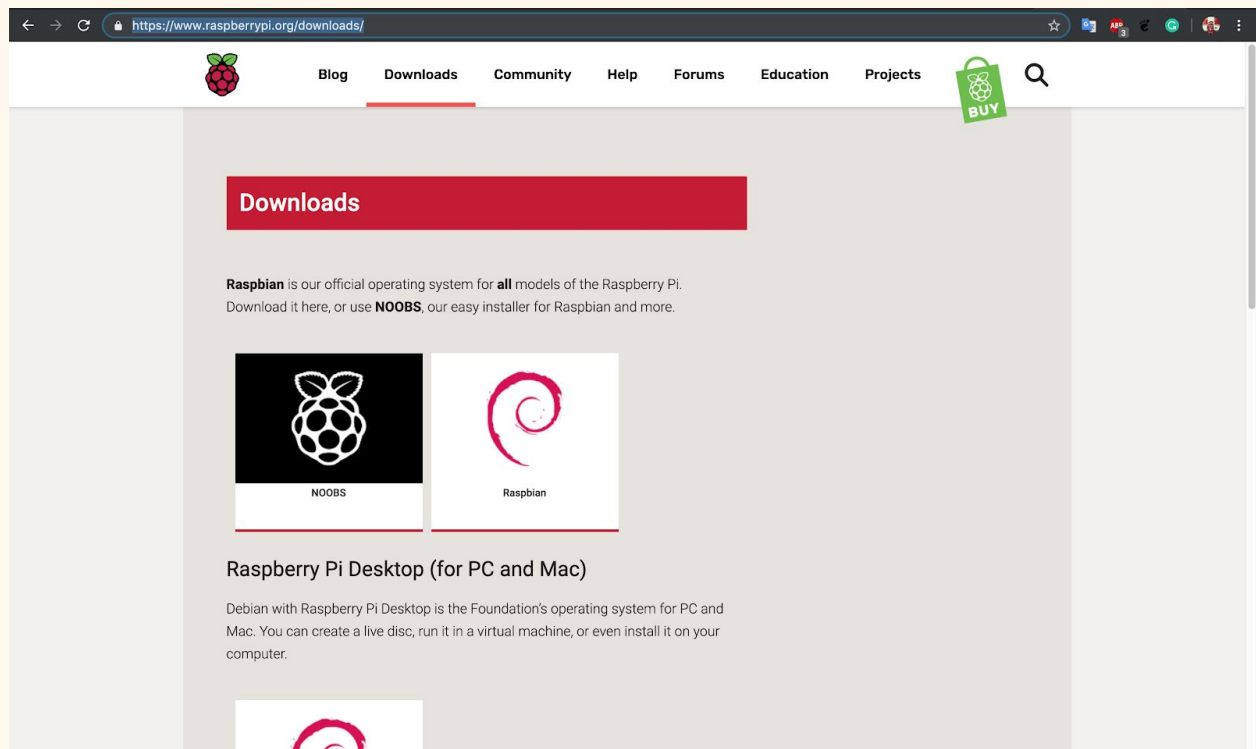 https://www.raspberrypi.org/downloads/
ABP
3
Blog Downloads Community Help Forums Education Projects
BUY
Downloads
Raspbian is our official operating system for all models of the Raspberry Pi.
Download it here, or use NOOBS, our easy installer for Raspbian and more.
NOOBS Raspbian
Raspberry Pi Desktop (for PC and Mac)
Debian with Raspberry Pi Desktop is the Foundation’s operating system for PC and
Mac. You can create a live disc, run it in a virtual machine, or even install it on your
computer.